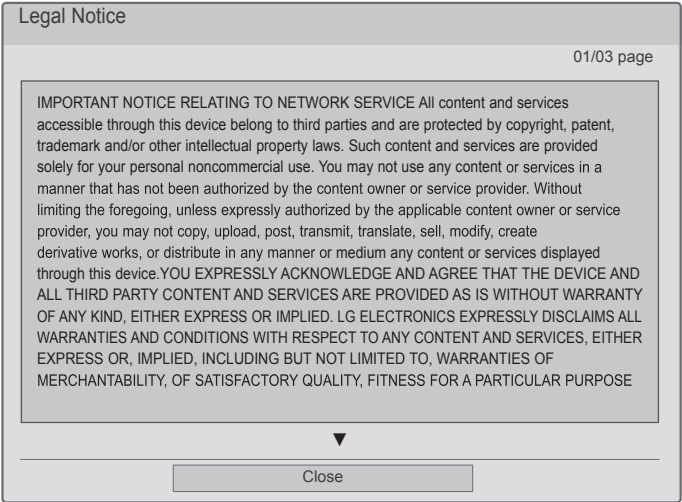 Legal Notice
01/03 page
IMPORTANT NOTICE RELATING TO NETWORK SERVICE All content and services
accessible through this device belong to third parties and are protected by copyright, patent,
trademark and/or other intellectual property laws. Such content and services are provided
solely for your personal noncommercial use. You may not use any content or services in a
manner that has not been authorized by the content owner or service provider. Without
limiting the foregoing, unless expressly authorized by the applicable content owner or service
provider, you may not copy, upload, post, transmit, translate, sell, modify, create
derivative works, or distribute in any manner or medium any content or services displayed
through this device.YOU EXPRESSLY ACKNOWLEDGE AND AGREE THAT THE DEVICE AND
ALL THIRD PARTY CONTENT AND SERVICES ARE PROVIDED AS IS WITHOUT WARRANTY
OF ANY KIND, EITHER EXPRESS OR IMPLIED. LG ELECTRONICS EXPRESSLY DISCLAIMS ALL
WARRANTIES AND CONDITIONS WITH RESPECT TO ANY CONTENT AND SERVICES, EITHER
EXPRESS OR, IMPLIED, INCLUDING BUT NOT LIMITED TO, WARRANTIES OF
MERCHANTABILITY, OF SATISFACTORY QUALITY, FITNESS FOR A PARTICULAR PURPOSE
▼
Close